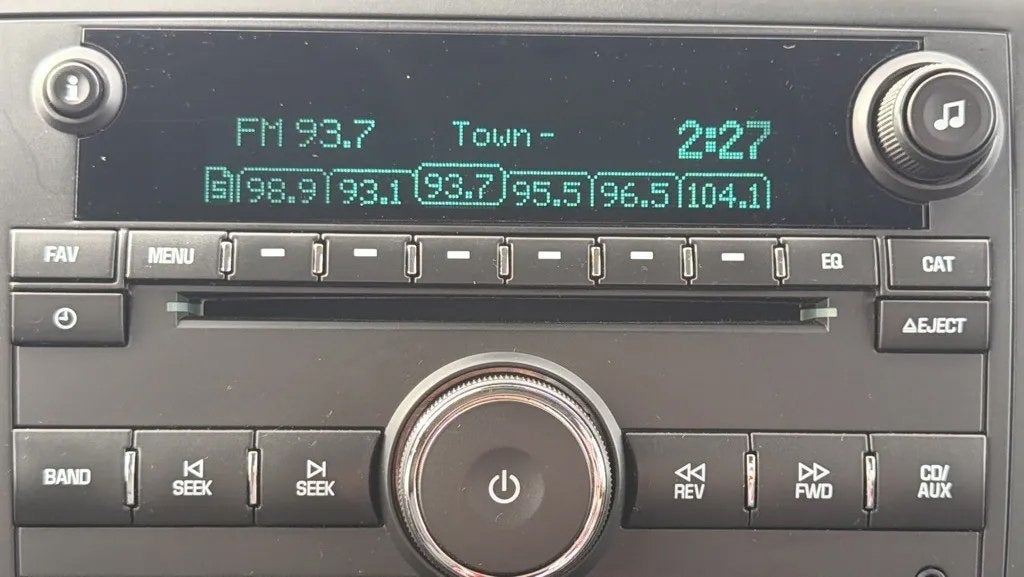 FM 93.7 Town- 2:27
98.9 93.1 93.7 95.5 96.5 104.1
FAV MENU EQ CAT
EJECT
BAND SEEK SEEK REV FWD CD/
AUX